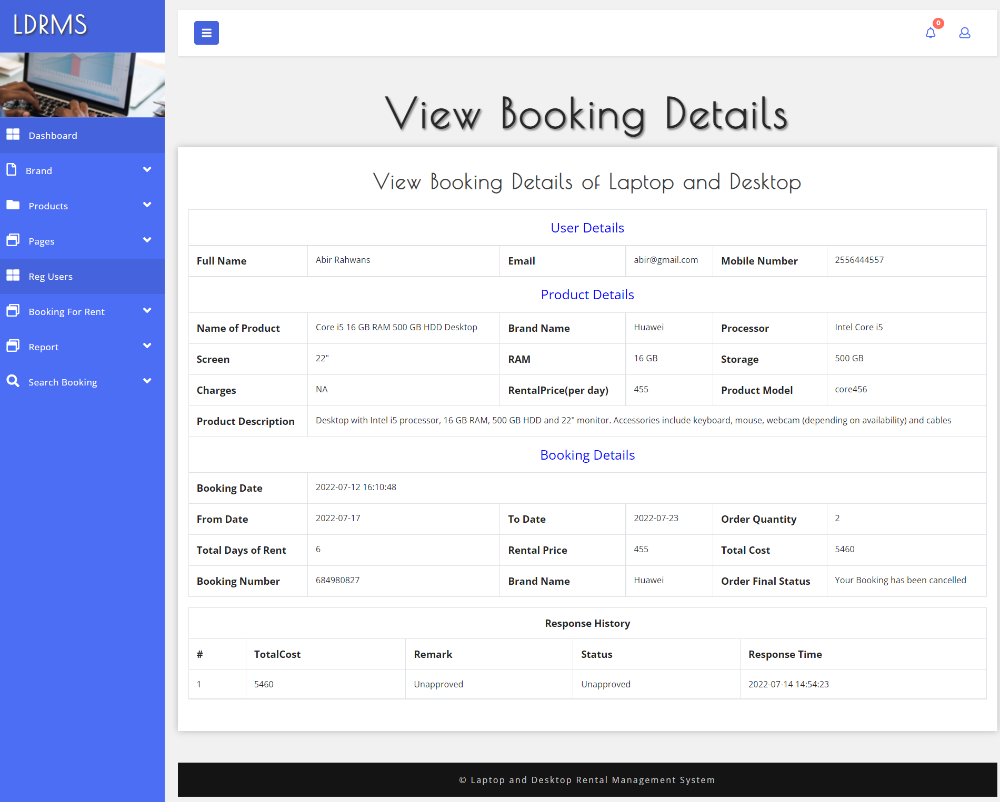 LDRMS
0
Dashboard
Brand
Products
Pages
Reg Users
Booking For Rent
Report
Search Booking
View Booking Details
View Booking Details of Laptop and Desktop
User Details
Full Name Abir Rahwans Email abir@gmail.com Mobile Number 2556444557
Product Details
Name of Product Core i5 16 GB RAM 500 GB HDD Desktop Brand Name Huawei Processor Intel Core i5
Screen 22" RAM 16 GB Storage 500 GB
Charges NA RentalPrice(per day) 455 Product Model core456
Product Description Desktop with Intel i5 processor, 16 GB RAM, 500 GB HDD and 22" monitor. Accessories include keyboard, mouse, webcam (depending on availability) and cables
Booking Details
Booking Date 2022-07-12 16:10:48
From Date 2022-07-17 To Date 2022-07-23 Order Quantity 2
Total Days of Rent 6 Rental Price 455 Total Cost 5460
Booking Number 684980827 Brand Name Huawei Order Final Status Your Booking has been cancelled
Response History
# TotalCost Remark Status Response Time
1 5460 Unapproved Unapproved 2022-07-14 14:54:23
© Laptop and Desktop Rental Management System